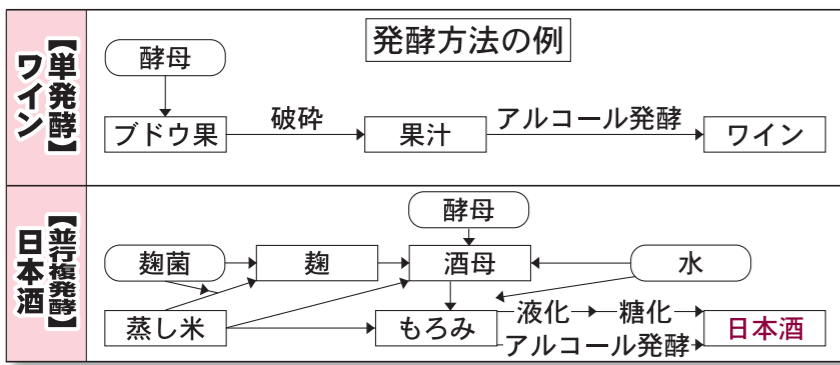 発酵方法の例
【単発酵】
ワイン
酵母
ブドウ果
破砕
果汁
アルコール発酵
ワイン
【並行複発酵】
日本酒
酵母
麹菌
麹
酒母
水
蒸し米
もろみ
液化
糖化
アルコール発酵
日本酒